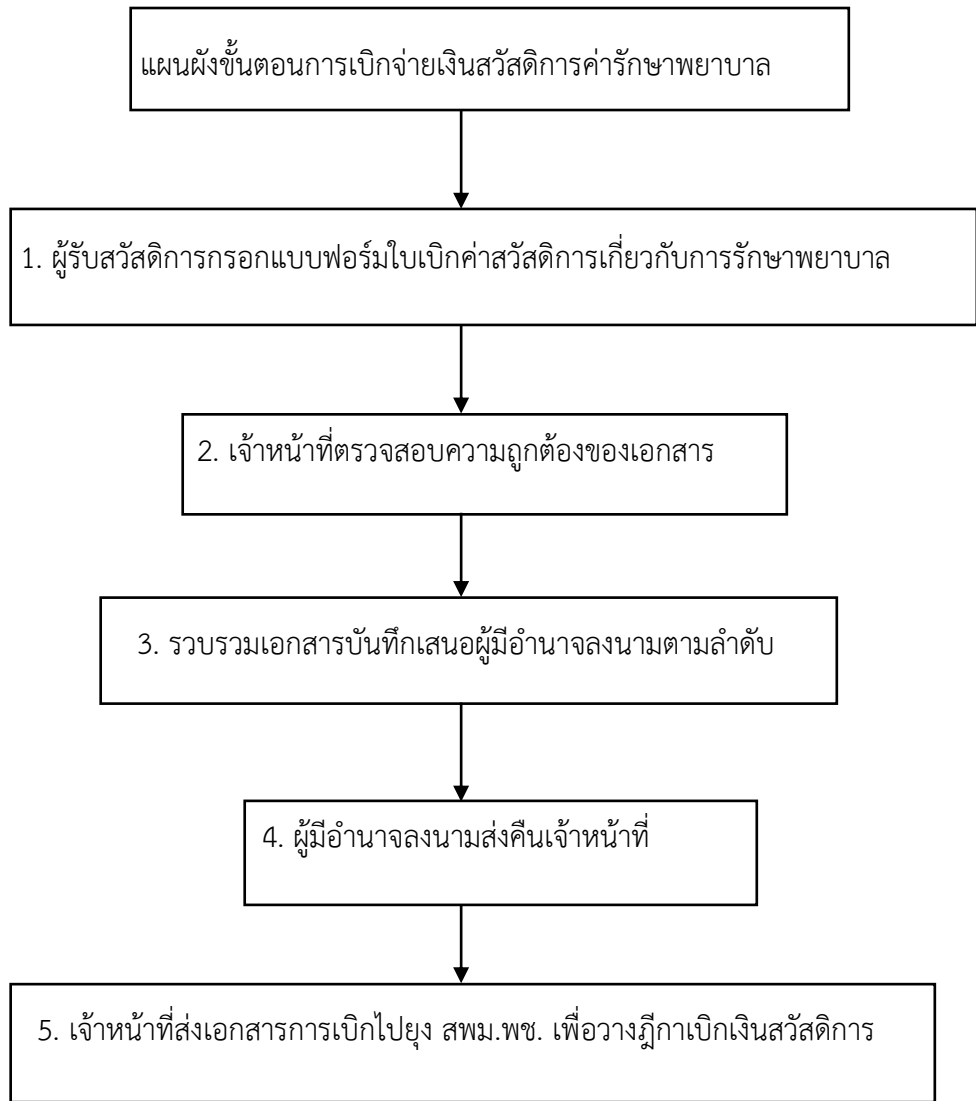 แผนผังขั้นตอนการเบิกจ่ายเงินสวัสดิการค่ารักษาพยาบาล
1. ผู้รับสวัสดิการกรอกแบบฟอร์มใบเบิกค่าสวัสดิการเกี่ยวกับการรักษาพยาบาล
2. เจ้าหน้าที่ตรวจสอบความถูกต้องของเอกสาร
3. รวบรวมเอกสารบันทึกเสนอผู้มีอำนาจลงนามตามลำดับ
4. ผู้มีอำนาจลงนามส่งคืนเจ้าหน้าที่
5. เจ้าหน้าที่ส่งเอกสารการเบิกไปยุง สพม.พช. เพื่อวางฎีกาเบิกเงินสวัสดิการ